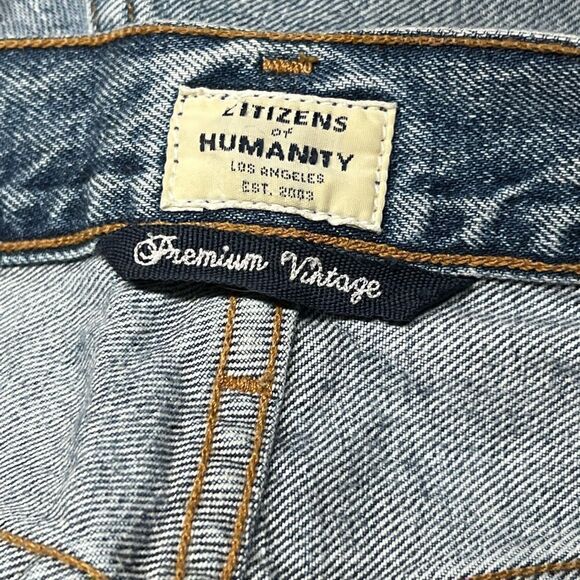 CITIZENS
of
HUMANITY
LOS ANGELES
EST. 2003
Premium Vintage